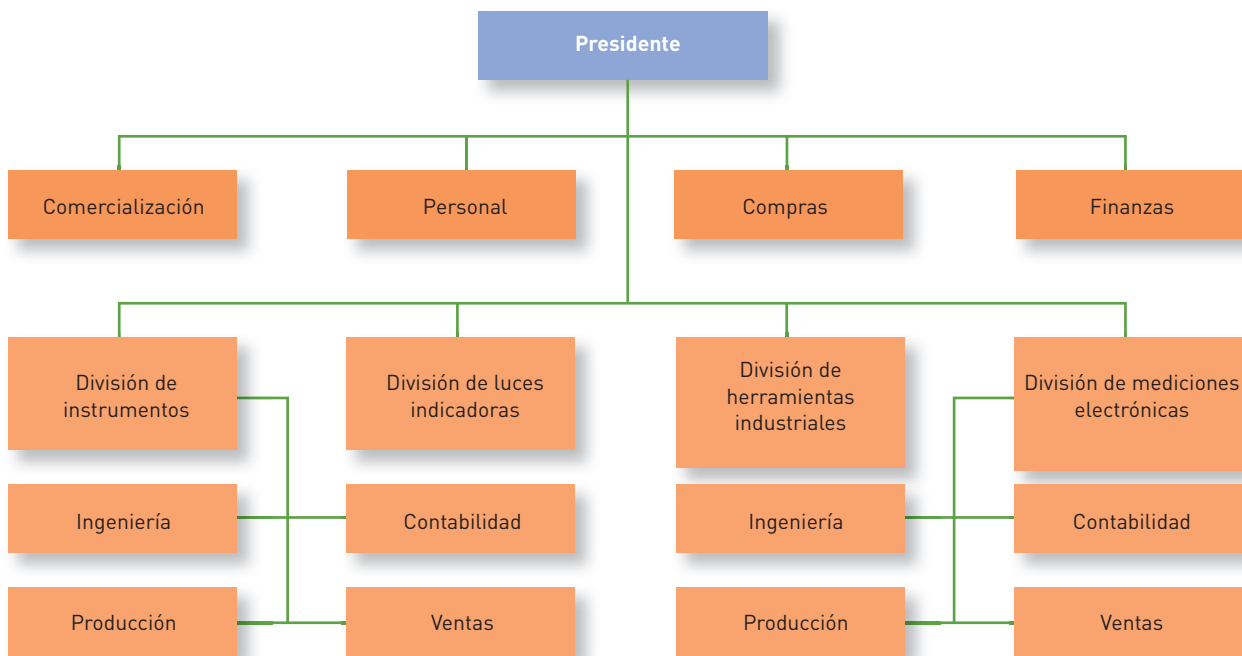 Presidente
Comercialización
Personal
Compras
Finanzas
División de
instrumentos
División de luces
indicadoras
División de
herramientas
industriales
División de mediciones
electrónicas
Ingeniería
Contabilidad
Ingeniería
Contabilidad
Producción
Ventas
Producción
Ventas